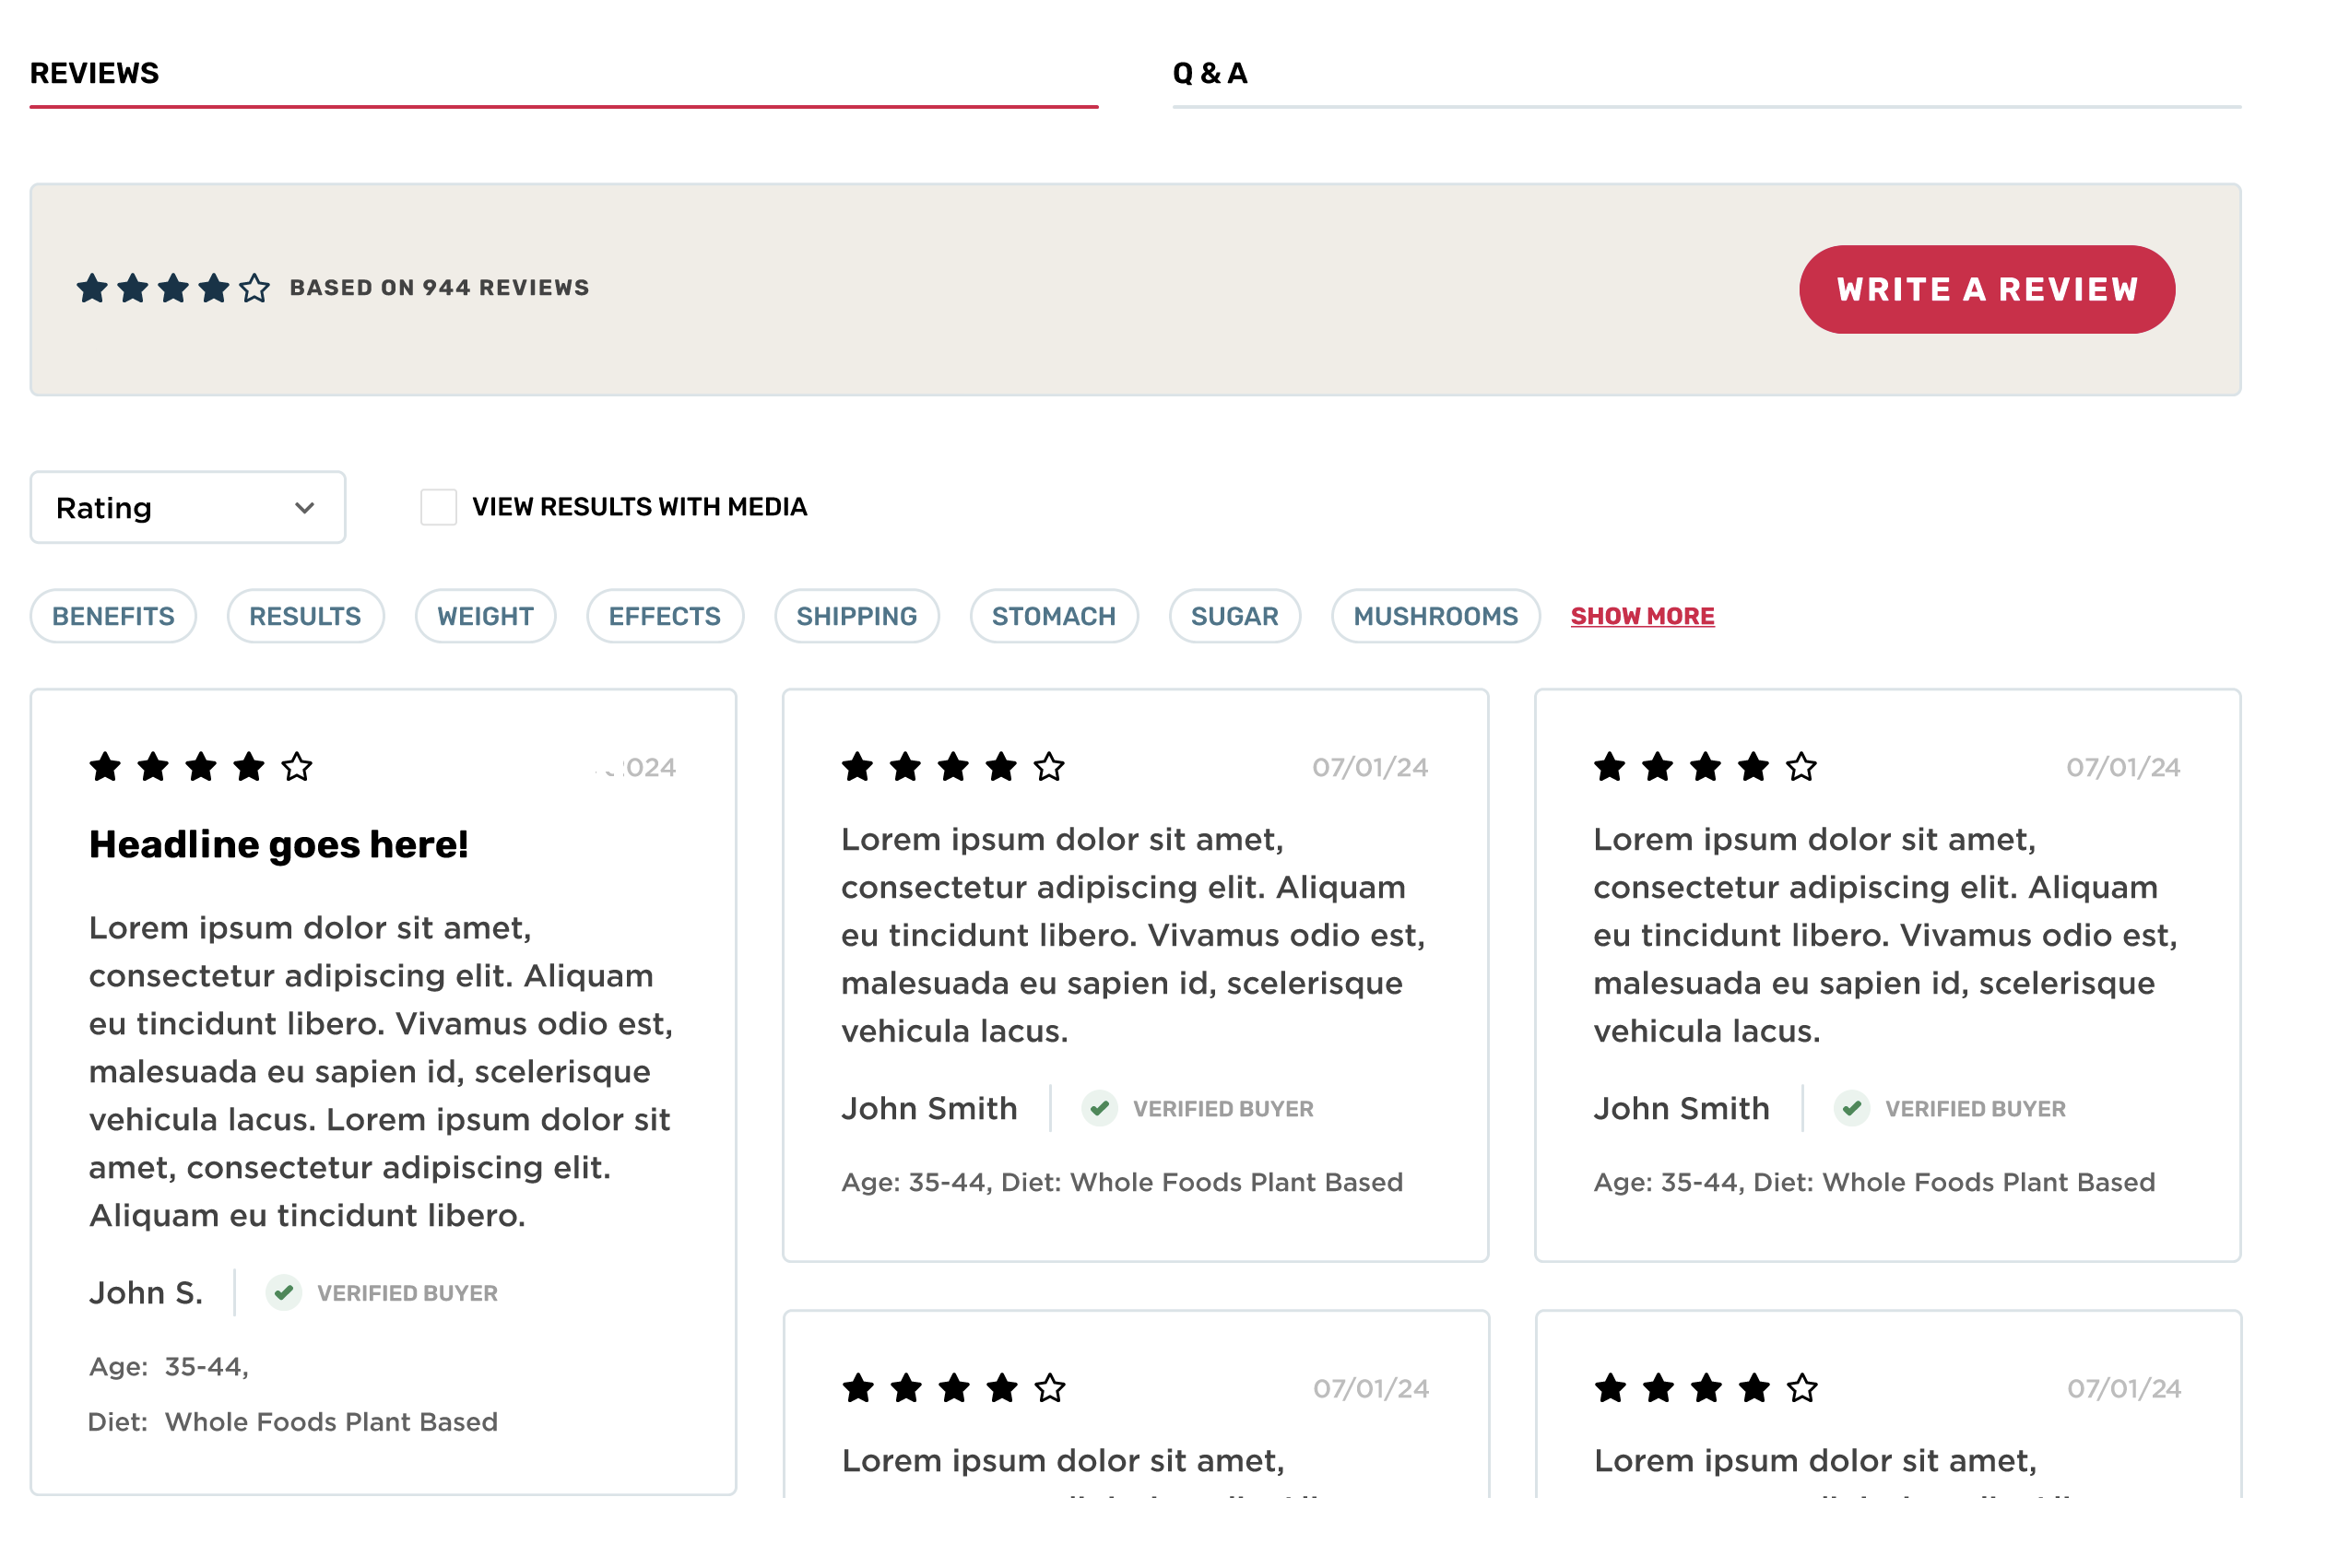 REVIEWS
Q & A
BASED ON 944 REVIEWS
WRITE A REVIEW
Rating
VIEW RESULTS WITH MEDIA
BENEFITS
RESULTS
WEIGHT
EFFECTS
SHIPPING
STOMACH
SUGAR
MUSHROOMS
SHOW MORE
Headline goes here!
Lorem ipsum dolor sit amet,
consectetur adipiscing elit. Aliquam
eu tincidunt libero. Vivamus odio est,
malesuada eu sapien id, scelerisque
vehicula lacus. Lorem ipsum dolor sit
amet, consectetur adipiscing elit.
Aliquam eu tincidunt libero.
John S.
VERIFIED BUYER
Age: 35-44,
Diet: Whole Foods Plant Based
07/01/24
Lorem ipsum dolor sit amet,
consectetur adipiscing elit. Aliquam
eu tincidunt libero. Vivamus odio est,
malesuada eu sapien id, scelerisque
vehicula lacus.
John Smith
VERIFIED BUYER
Age: 35-44, Diet: Whole Foods Plant Based
07/01/24
Lorem ipsum dolor sit amet,
consectetur adipiscing elit. Aliquam
eu tincidunt libero. Vivamus odio est,
malesuada eu sapien id, scelerisque
vehicula lacus.
John Smith
VERIFIED BUYER
Age: 35-44, Diet: Whole Foods Plant Based
07/01/24
Lorem ipsum dolor sit amet,
07/01/24
Lorem ipsum dolor sit amet,